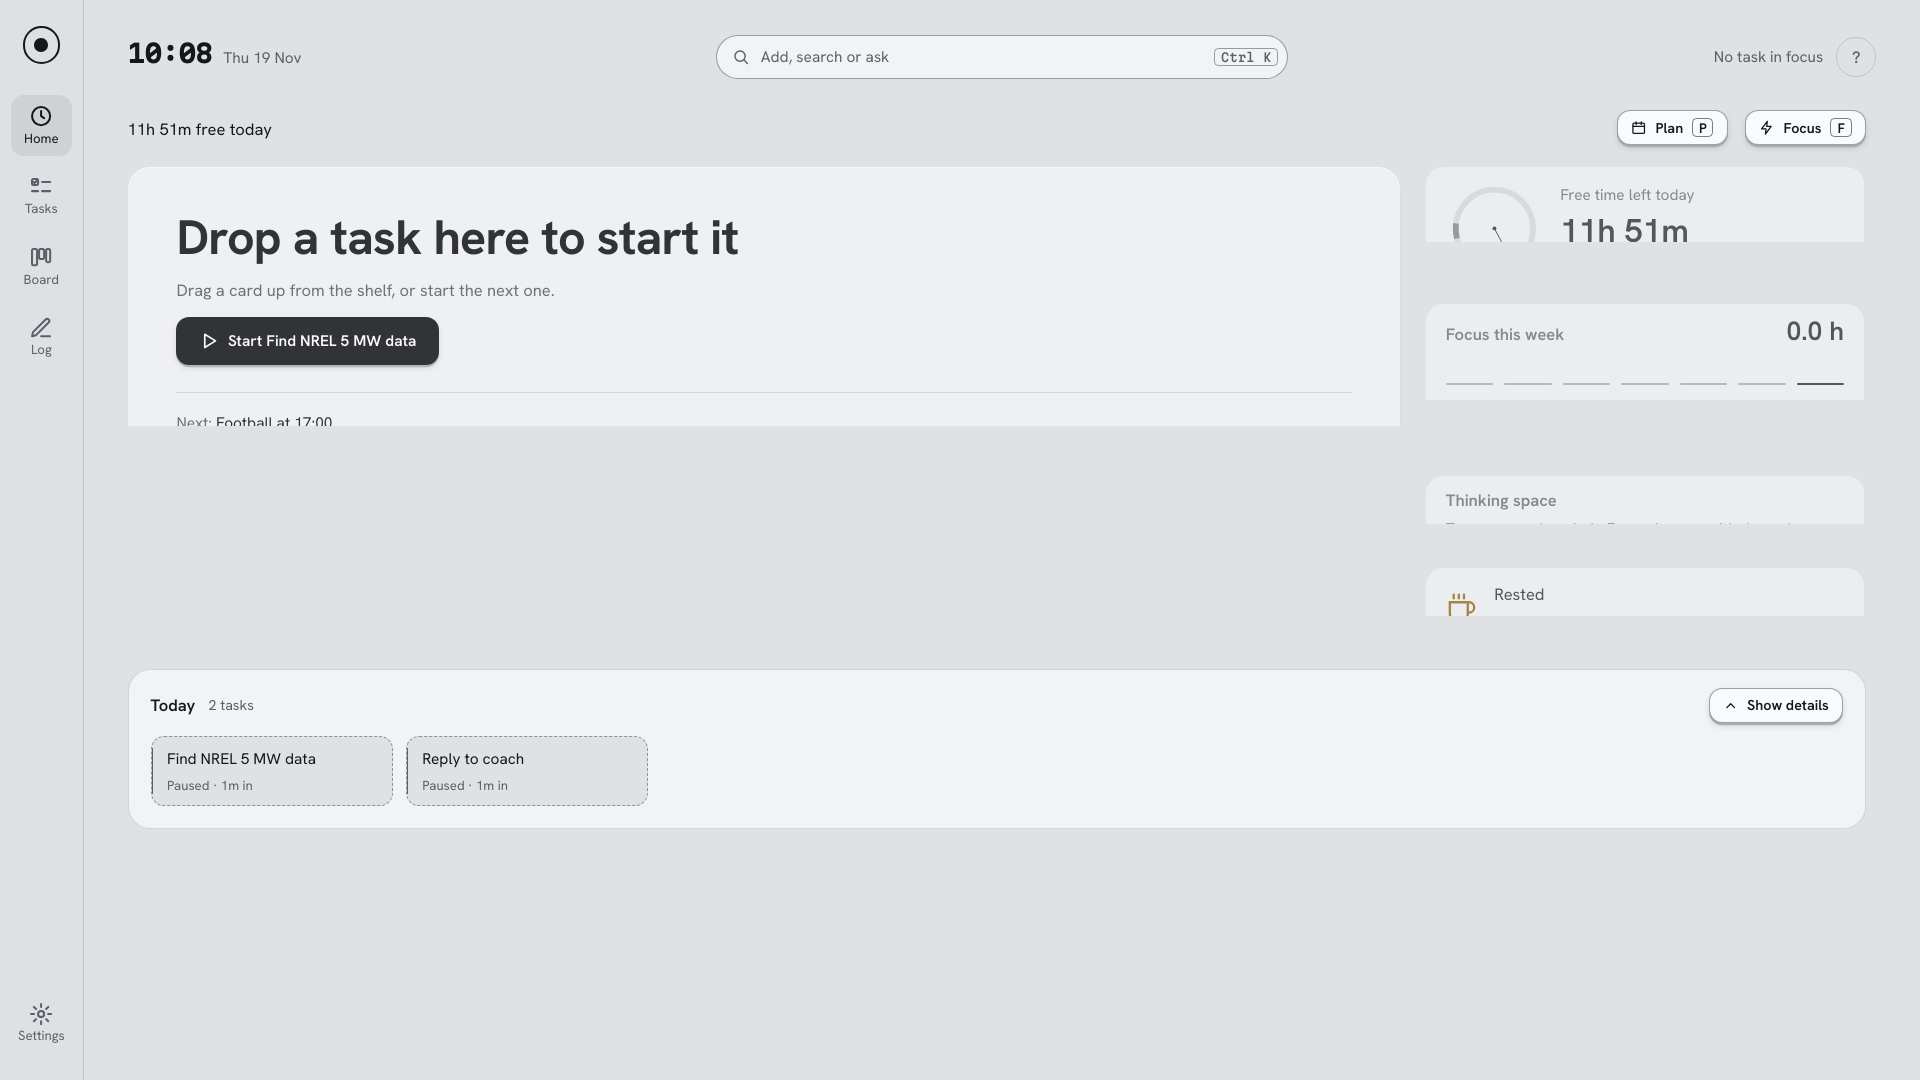 10:08 Thu 19 Nov
Add, search or ask
Ctrl K
No task in focus
?
Home
Tasks
Board
Log
Settings
11h 51m free today
Plan P
Focus F
Drop a task here to start it
Drag a card up from the shelf, or start the next one.
Start Find NREL 5 MW data
Next: Football at 17:00
Free time left today
11h 51m
Focus this week
0.0 h
Thinking space
Rested
Today 2 tasks
Show details
Find NREL 5 MW data
Paused · 1m in
Reply to coach
Paused · 1m in